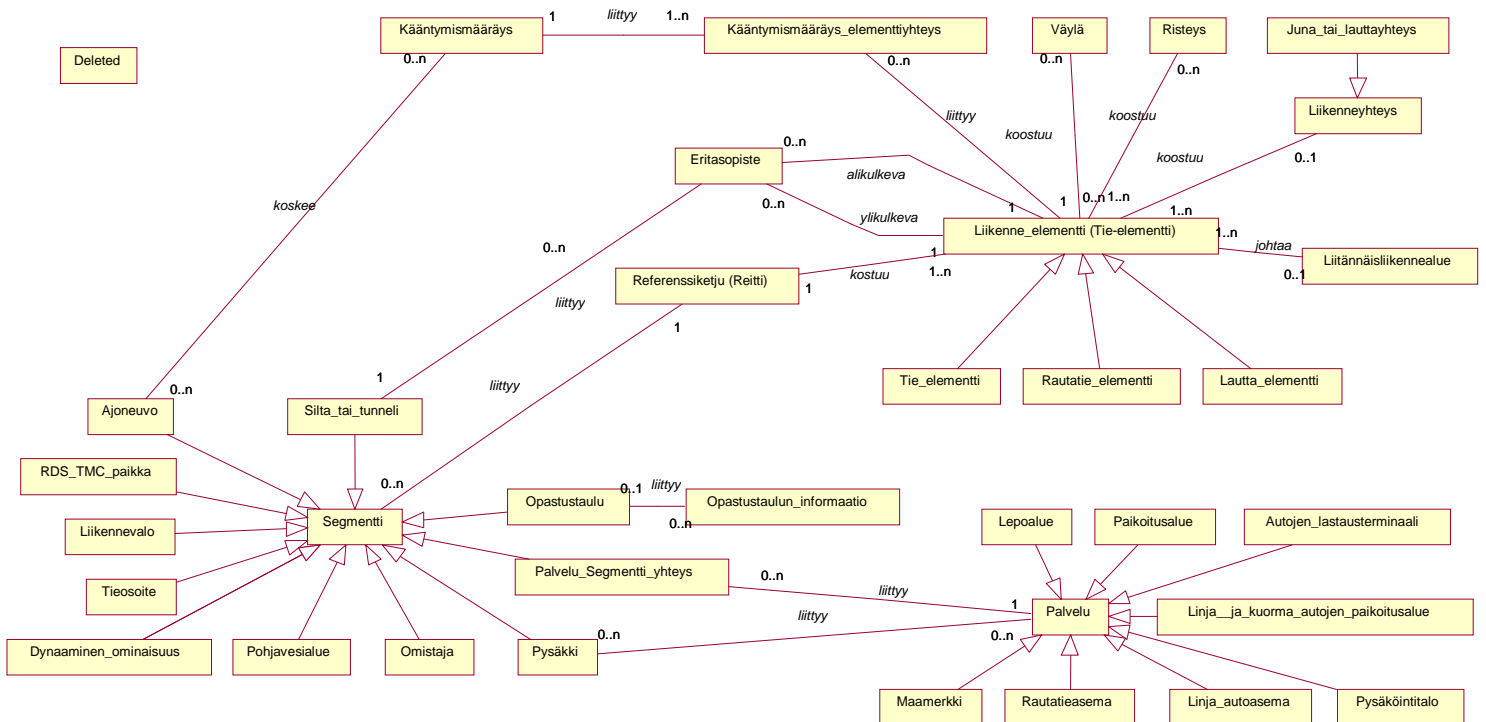 Kääntymismääräys
1
liittyy
1..n
Kääntymismääräys_elementtiyhteys
Väylä
Risteys
Juna_tai_lauttayhteys
Deleted
0..n
0..n
0..n
0..n
Liikenneyhteys
liittyy
koostuu
koostuu
koostuu
0..1
Eritasopiste
0..n
alikulkeva
0..n
ylikulkeva
koskee
1
1
0..n
1..n
1..n
Liikenne_elementti (Tie-elementti)
1..n
johtaa
0..1
Liitännäisliikennealue
0..n
liittyy
Referenssiketju (Reitti)
1
kostuu
1
1..n
1
liittyy
Tie_elementti
Rautatie_elementti
Lautta_elementti
0..n
1
Ajoneuvo
Silta_tai_tunneli
RDS_TMC_paikka
0..n
Opastustaulu
0..1
liittyy
0..n
Opastustaulun_informaatio
Liikennevalo
Segmentti
Lepoalue
Paikoitusalue
Autojen_lastausterminaali
Tieosoite
Palvelu_Segmentti_yhteys
0..n
liittyy
1
Palvelu
Linja__ja_kuorma_autojen_paikoitusalue
liittyy
0..n
0..n
Dynaaminen_ominaisuus
Pohjavesialue
Omistaja
Pysäkki
Maamerkki
Rautatieasema
Linja_autoasema
Pysäköintitalo